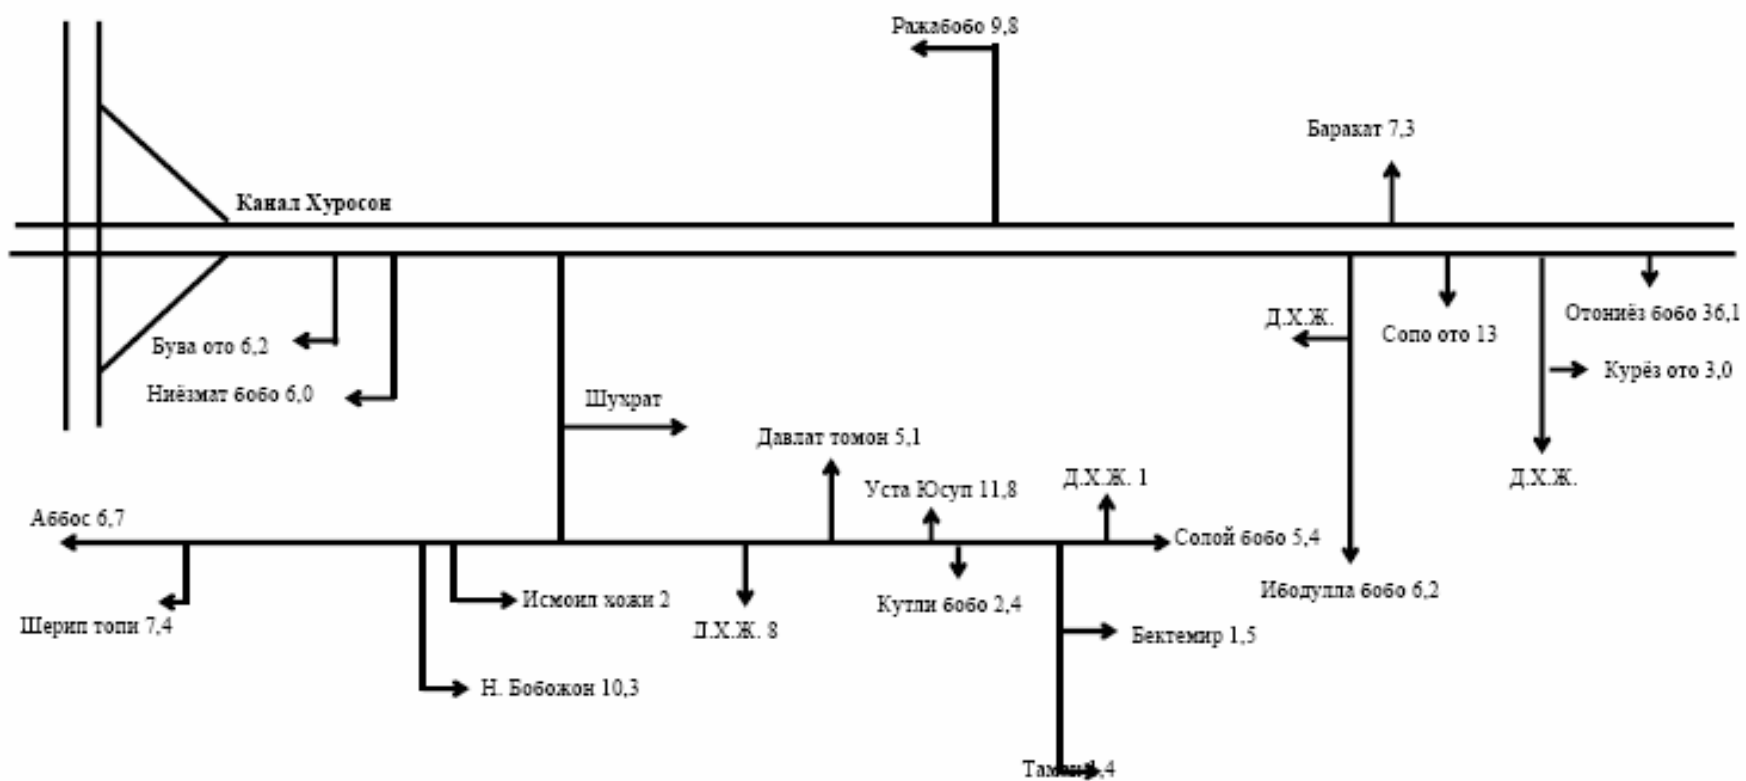 Ражабобо 9,8
Баракат 7,3
Канал Хуросон
Бува ото 6,2
Ниёзмат бобо 6,0
Шухрат
Д.Х.Ж.
Сопо ото 13
Отониёз бобо 36,1
Курёз ото 3,0
Д.Х.Ж.
Давлат томон 5,1
Уста Юсуп 11,8
Д.Х.Ж. 1
Аббос 6,7
Солой бобо 5,4
Ибодулла бобо 6,2
Шерип топи 7,4
Исмоил хожи 2
Д.Х.Ж. 8
Кутли бобо 2,4
Бектемир 1,5
Н. Бобожон 10,3